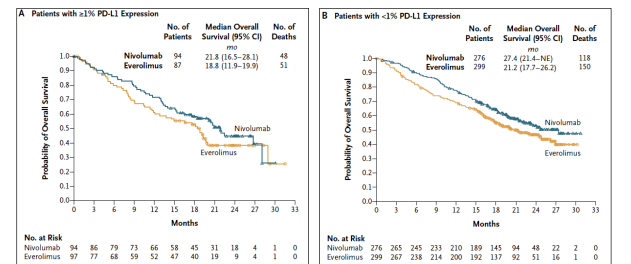 A Patients with ≥1% PD-L1 Expression
No. of Patients Median Overall Survival (95% CI) No. of Deaths
mo
Nivolumab 94 21.8 (16.5–28.1) 48
Everolimus 87 18.8 (11.9–19.9) 51
Probability of Overall Survival
1.0
0.9
0.8
0.7
0.6
0.5
0.4
0.3
0.2
0.1
0.0
Nivolumab
Everolimus
0 3 6 9 12 15 18 21 24 27 30 33
Months
No. at Risk
Nivolumab 94 86 79 73 66 58 45 31 18 4 1 0
Everolimus 97 77 68 59 52 47 40 19 9 4 1 0
B Patients with <1% PD-L1 Expression
No. of Patients Median Overall Survival (95% CI) No. of Deaths
mo
Nivolumab 276 27.4 (21.4–NE) 118
Everolimus 299 21.2 (17.7–26.2) 150
Probability of Overall Survival
1.0
0.9
0.8
0.7
0.6
0.5
0.4
0.3
0.2
0.1
0.0
Nivolumab
Everolimus
0 3 6 9 12 15 18 21 24 27 30 33
Months
No. at Risk
Nivolumab 276 265 245 233 210 189 145 94 48 22 2 0
Everolimus 299 267 238 214 200 192 137 92 51 16 1 0